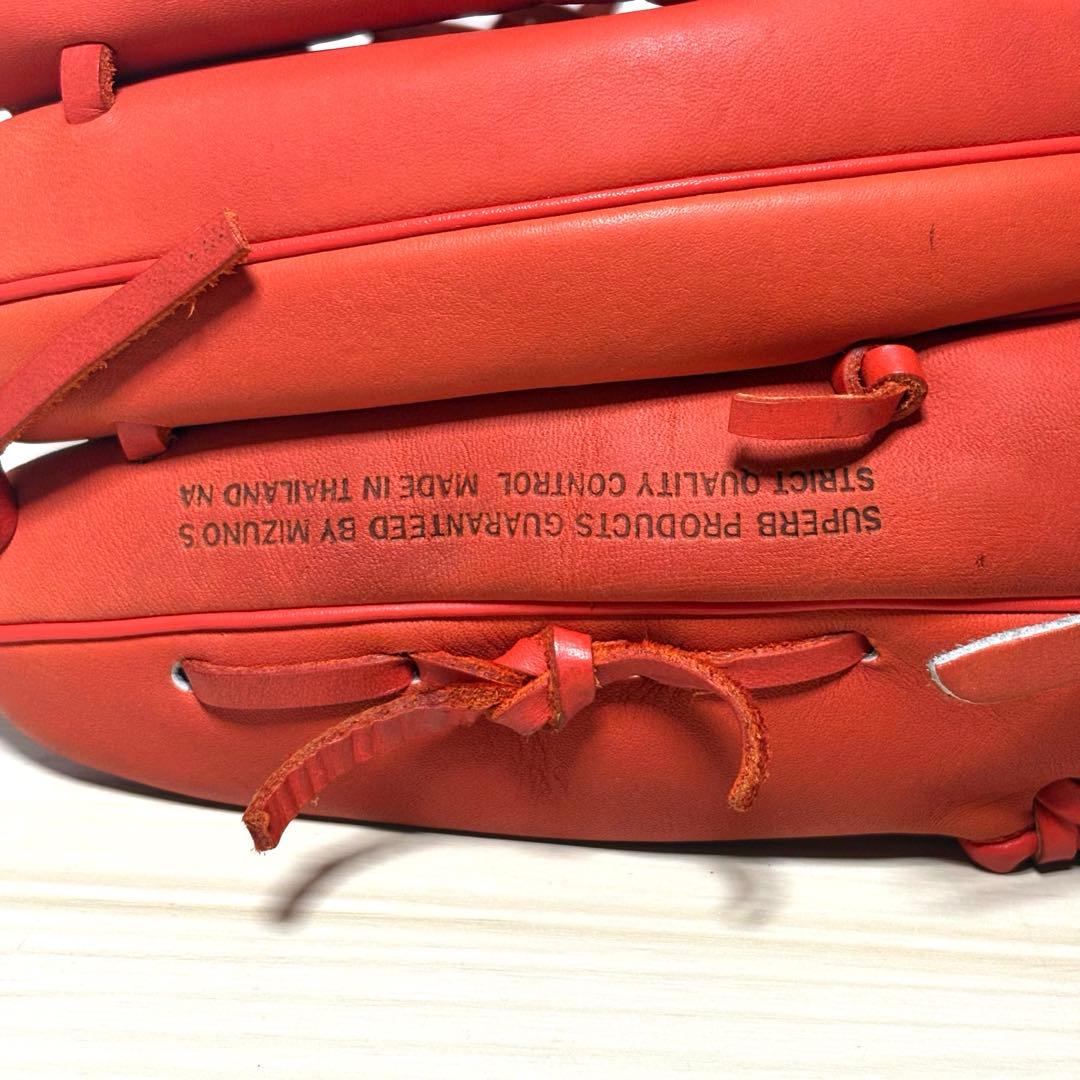 SUPERB PRODUCTS GUARANTEED BY MIZUNO'S
STRICT QUALITY CONTROL MADE IN THAILAND NA